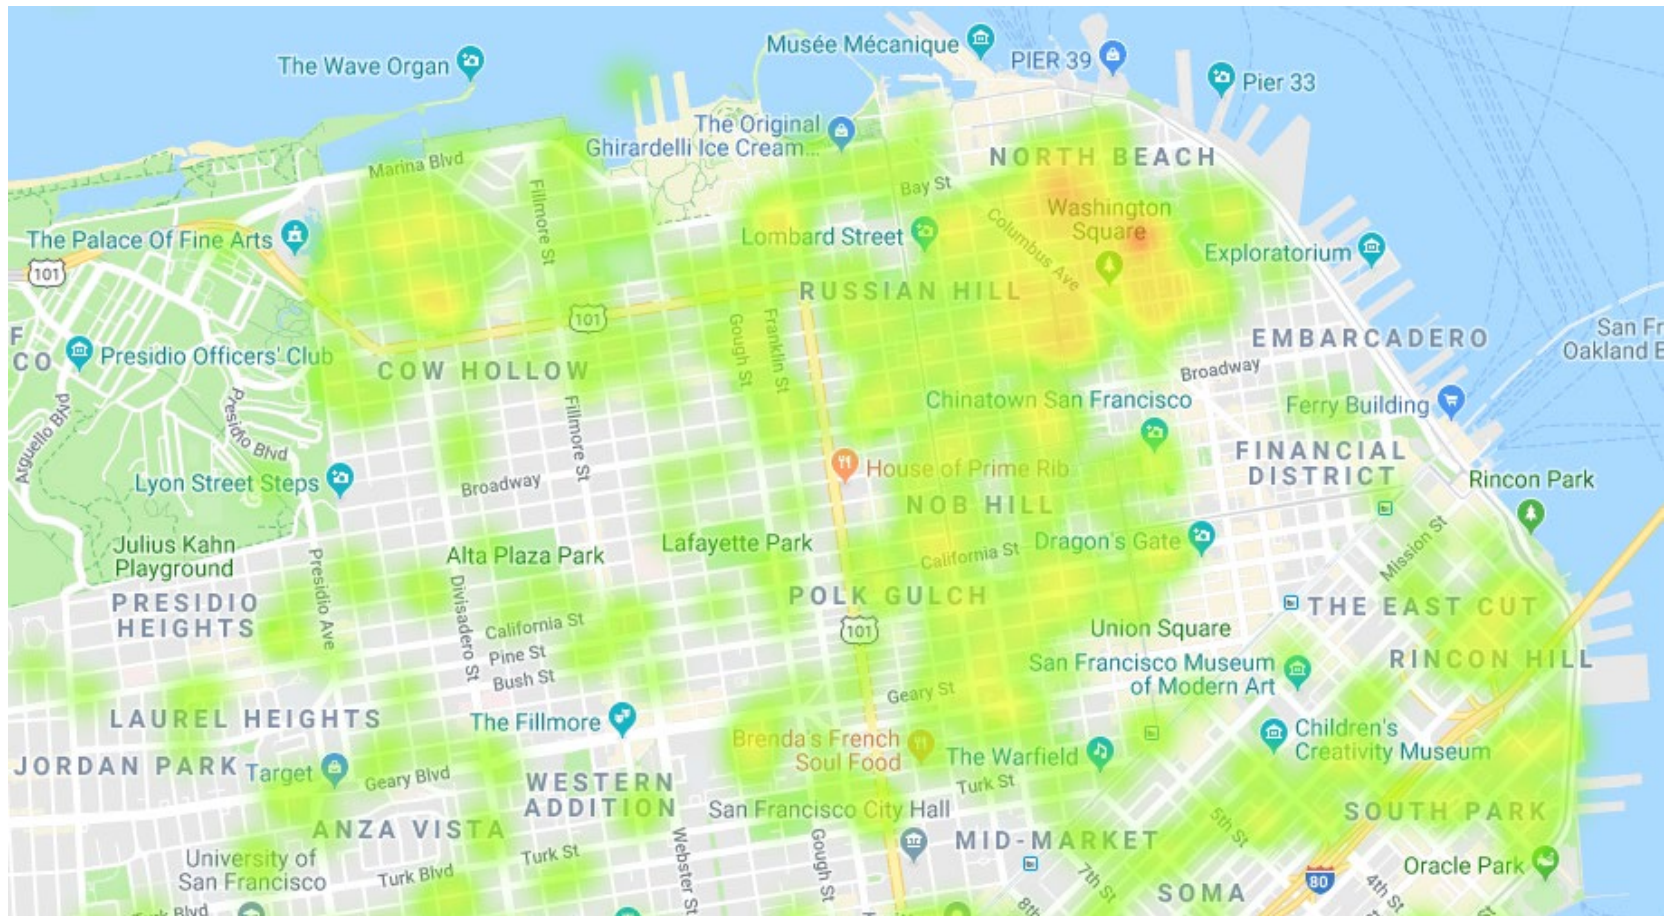 The Wave Organ
Musée Mécanique
PIER 39
Pier 33
The Original
Ghirardelli Ice Cream...
Marina Blvd
NORTH BEACH
Bay St
Fillmore St
Washington
Square
Columbus Ave
The Palace Of Fine Arts
Lombard Street
Exploratorium
101
RUSSIAN HILL
101
Gough St
Franklin St
EMBARCADERO
San Fr
Oakland B
F
CO
Presidio Officers' Club
COW HOLLOW
Broadway
Presidio Blvd
Arguello Blvd
Fillmore St
Chinatown San Francisco
Ferry Building
FINANCIAL
DISTRICT
House of Prime Rib
Lyon Street Steps
Broadway
Rincon Park
NOB HILL
Julius Kahn
Playground
Alta Plaza Park
Lafayette Park
California St
Dragon's Gate
Mission St
Presidio Ave
Divisadero St
PRESIDIO
HEIGHTS
California St
Pine St
Bush St
POLK GULCH
101
THE EAST CUT
Union Square
San Francisco Museum
of Modern Art
RINCON HILL
Geary St
LAUREL HEIGHTS
The Fillmore
Brenda's French
Soul Food
The Warfield
Children's
Creativity Museum
JORDAN PARK
Target
Geary Blvd
WESTERN
ADDITION
Turk St
San Francisco City Hall
SOUTH PARK
ANZA VISTA
MID-MARKET
5th St
University of
San Francisco
Turk St
Turk Blvd
Webster St
Gough St
7th St
80
4th St
Oracle Park
SOMA
8th
Turk Blvd